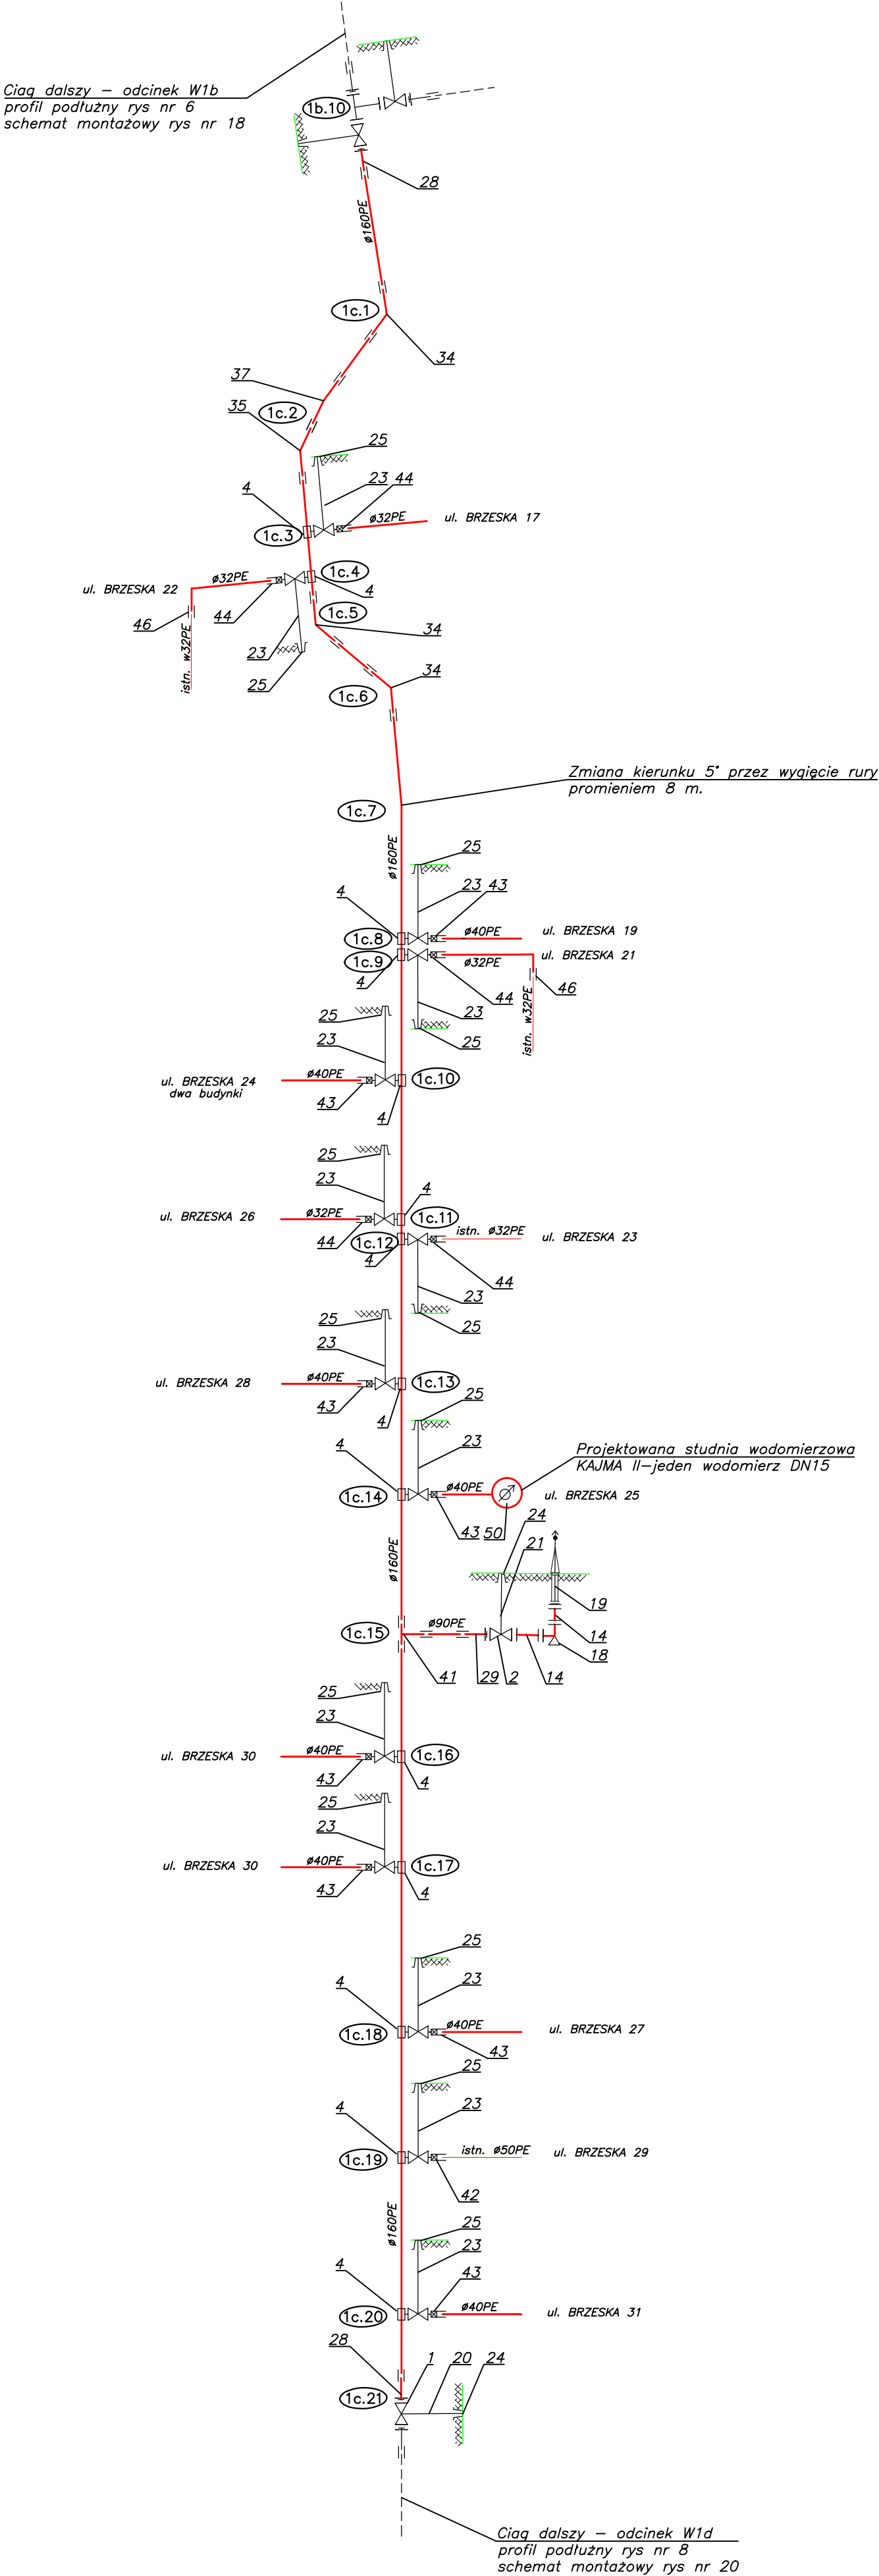 Ciąg dalszy – odcinek W1b
profil podłużny rys nr 6
schemat montażowy rys nr 18
1b.10
28
ø160PE
1c.1
34
37
1c.2
35
25
23 44
4
ø32PE
ul. BRZESKA 17
1c.3
1c.4
ø32PE
ul. BRZESKA 22
4
44
1c.5
46
34
23
istn. w32PE
25
34
1c.6
Zmiana kierunku 5° przez wygięcie rury
promieniem 8 m.
1c.7
ø160PE
25
23 43
4
1c.8
ø40PE
ul. BRZESKA 19
1c.9
ø32PE
ul. BRZESKA 21
4
44
46
25
23
istn. w32PE
23
25
ø40PE
1c.10
ul. BRZESKA 24
dwa budynki
43
4
25
23
4
ul. BRZESKA 26
ø32PE
1c.11
istn. ø32PE
44
1c.12
ul. BRZESKA 23
4
44
23
25
25
23
ul. BRZESKA 28
ø40PE
1c.13
43
4
25
23
4
Projektowana studnia wodomierzowa
KAJMA II–jeden wodomierz DN15
ø40PE
1c.14
ul. BRZESKA 25
43 50
24
21
ø160PE
19
ø90PE
1c.15
14
18
41
29
2
14
25
23
ul. BRZESKA 30
ø40PE
1c.16
43
4
25
23
ul. BRZESKA 30
ø40PE
1c.17
43
4
25
23
4
ø40PE
1c.18
ul. BRZESKA 27
43
25
23
4
istn. ø50PE
1c.19
ul. BRZESKA 29
42
ø160PE
25
23
4
43
ø40PE
1c.20
ul. BRZESKA 31
28
1
20
24
1c.21
Ciąg dalszy – odcinek W1d
profil podłużny rys nr 8
schemat montażowy rys nr 20